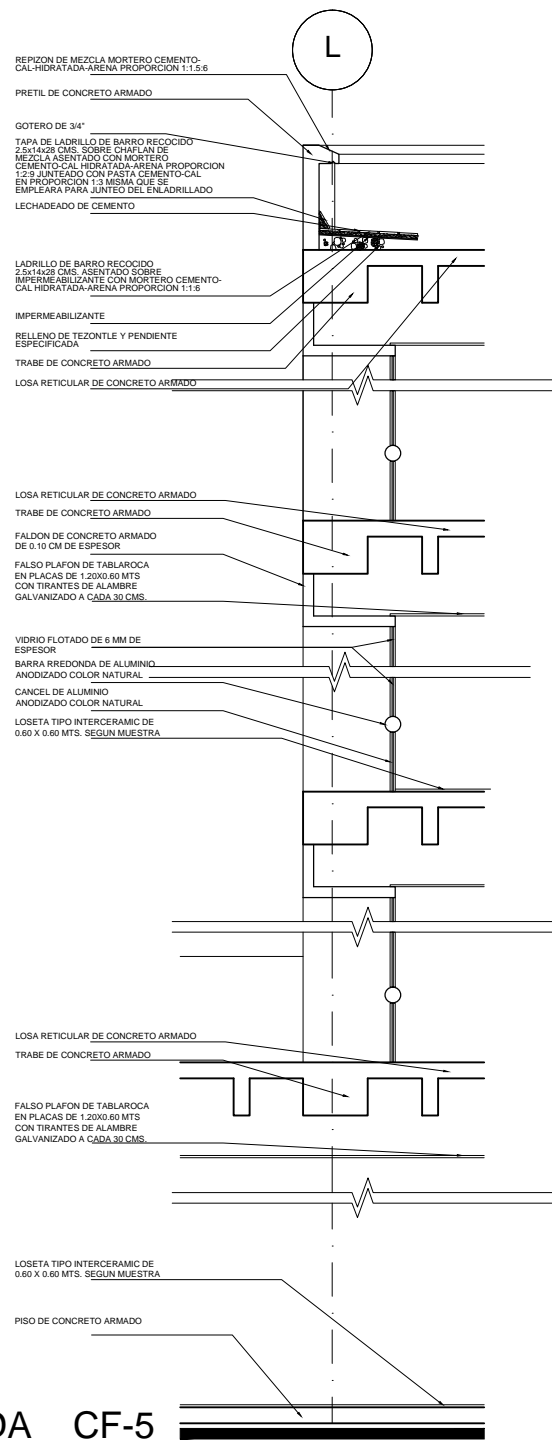 L
REPIZON DE MEZCLA MORTERO CEMENTO-
CAL-HIDRATADA-ARENA PROPORCION 1:1.5:6
PRETIL DE CONCRETO ARMADO
GOTERO DE 3/4"
TAPA DE LADRILLO DE BARRO RECOCIDO
2.5x14x28 CMS. SOBRE CHAFLAN DE
MEZCLA ASENTADO CON MORTERO
CEMENTO-CAL HIDRATADA-ARENA PROPORCION
1:2:9 JUNTEADO CON PASTA CEMENTO-CAL
EN PROPORCION 1:3 MISMA QUE SE
EMPLEARA PARA JUNTEO DEL ENLADRILLADO
LECHADEADO DE CEMENTO
LADRILLO DE BARRO RECOCIDO
2.5x14x28 CMS. ASENTADO SOBRE
IMPERMEABILIZANTE CON MORTERO CEMENTO-
CAL HIDRATADA-ARENA PROPORCION 1:1:6
IMPERMEABILIZANTE
RELLENO DE TEZONTLE Y PENDIENTE
ESPECIFICADA
TRABE DE CONCRETO ARMADO
LOSA RETICULAR DE CONCRETO ARMADO
LOSA RETICULAR DE CONCRETO ARMADO
TRABE DE CONCRETO ARMADO
FALDON DE CONCRETO ARMADO
DE 0.10 CM DE ESPESOR
FALSO PLAFON DE TABLAROCA
EN PLACAS DE 1.20X0.60 MTS
CON TIRANTES DE ALAMBRE
GALVANIZADO A CADA 30 CMS.
VIDRIO FLOTADO DE 6 MM DE
ESPESOR
BARRA RREDONDA DE ALUMINIO
ANODIZADO COLOR NATURAL
CANCEL DE ALUMINIO
ANODIZADO COLOR NATURAL
LOSETA TIPO INTERCERAMIC DE
0.60 X 0.60 MTS. SEGUN MUESTRA
LOSA RETICULAR DE CONCRETO ARMADO
TRABE DE CONCRETO ARMADO
FALSO PLAFON DE TABLAROCA
EN PLACAS DE 1.20X0.60 MTS
CON TIRANTES DE ALAMBRE
GALVANIZADO A CADA 30 CMS.
LOSETA TIPO INTERCERAMIC DE
0.60 X 0.60 MTS. SEGUN MUESTRA
PISO DE CONCRETO ARMADO
DA CF-5